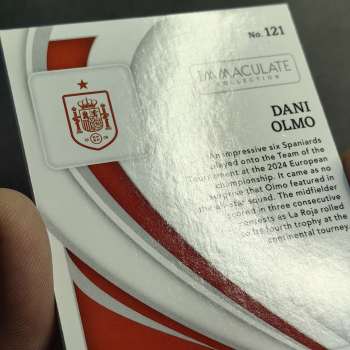 No. 121
IMMACULATE
COLLECTION
DANI
OLMO
An impressive six Spaniards
played onto the Team of the
Tournament at the 2024 European
championship. It came as no
surprise that Olmo featured in
the all-star squad. The midfielder
scored in three consecutive
contests as La Roja rolled
to its fourth trophy at the
continental tourney.